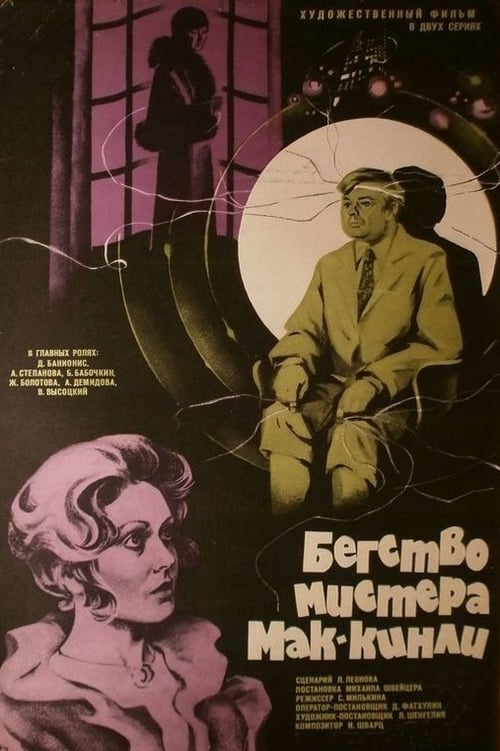 ХУДОЖЕСТВЕННЫЙ ФИЛЬМ
В ДВУХ СЕРИЯХ
В ГЛАВНЫХ РОЛЯХ:
Д. БАНИОНИС,
А. СТЕПАНОВА, Б. БАБОЧКИН,
Ж. БОЛОТОВА, А. ДЕМИДОВА,
В. ВЫСОЦКИЙ
Бегство
мистера
Мак-кинли
СЦЕНАРИЙ Л. ЛЕОНОВА
ПОСТАНОВКА МИХАИЛА ШВЕЙЦЕРА
РЕЖИССЕР С. МИЛЬКИНА
ОПЕРАТОР-ПОСТАНОВЩИК Д. ФАТХУЛИН
ХУДОЖНИК-ПОСТАНОВЩИК Л. ШЕНГЕЛИЯ
КОМПОЗИТОР И. ШВАРЦ